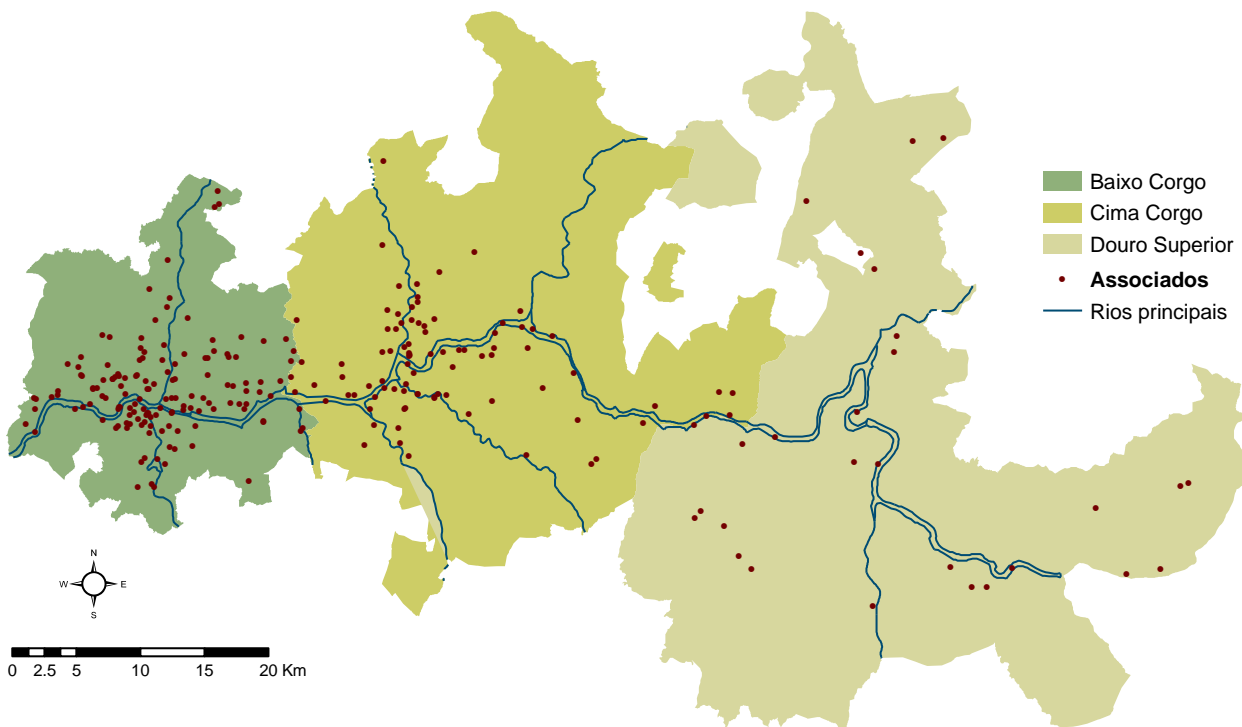 Baixo Corgo
Cima Corgo
Douro Superior
Associados
Rios principais
N
W E
S
0 2.5 5 10 15 20 Km